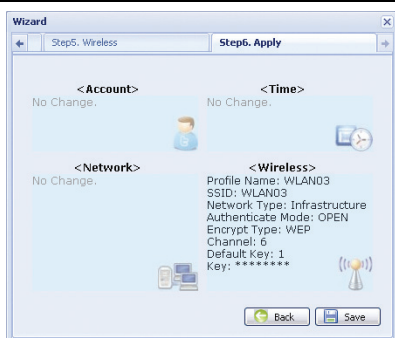 Wizard
Step5. Wireless
Step6. Apply
<Account>
No Change.
<Time>
No Change.
<Network>
No Change.
<Wireless>
Profile Name: WLAN03
SSID: WLAN03
Network Type: Infrastructure
Authenticate Mode: OPEN
Encrypt Type: WEP
Channel: 6
Default Key: 1
Key: ********
Back
Save